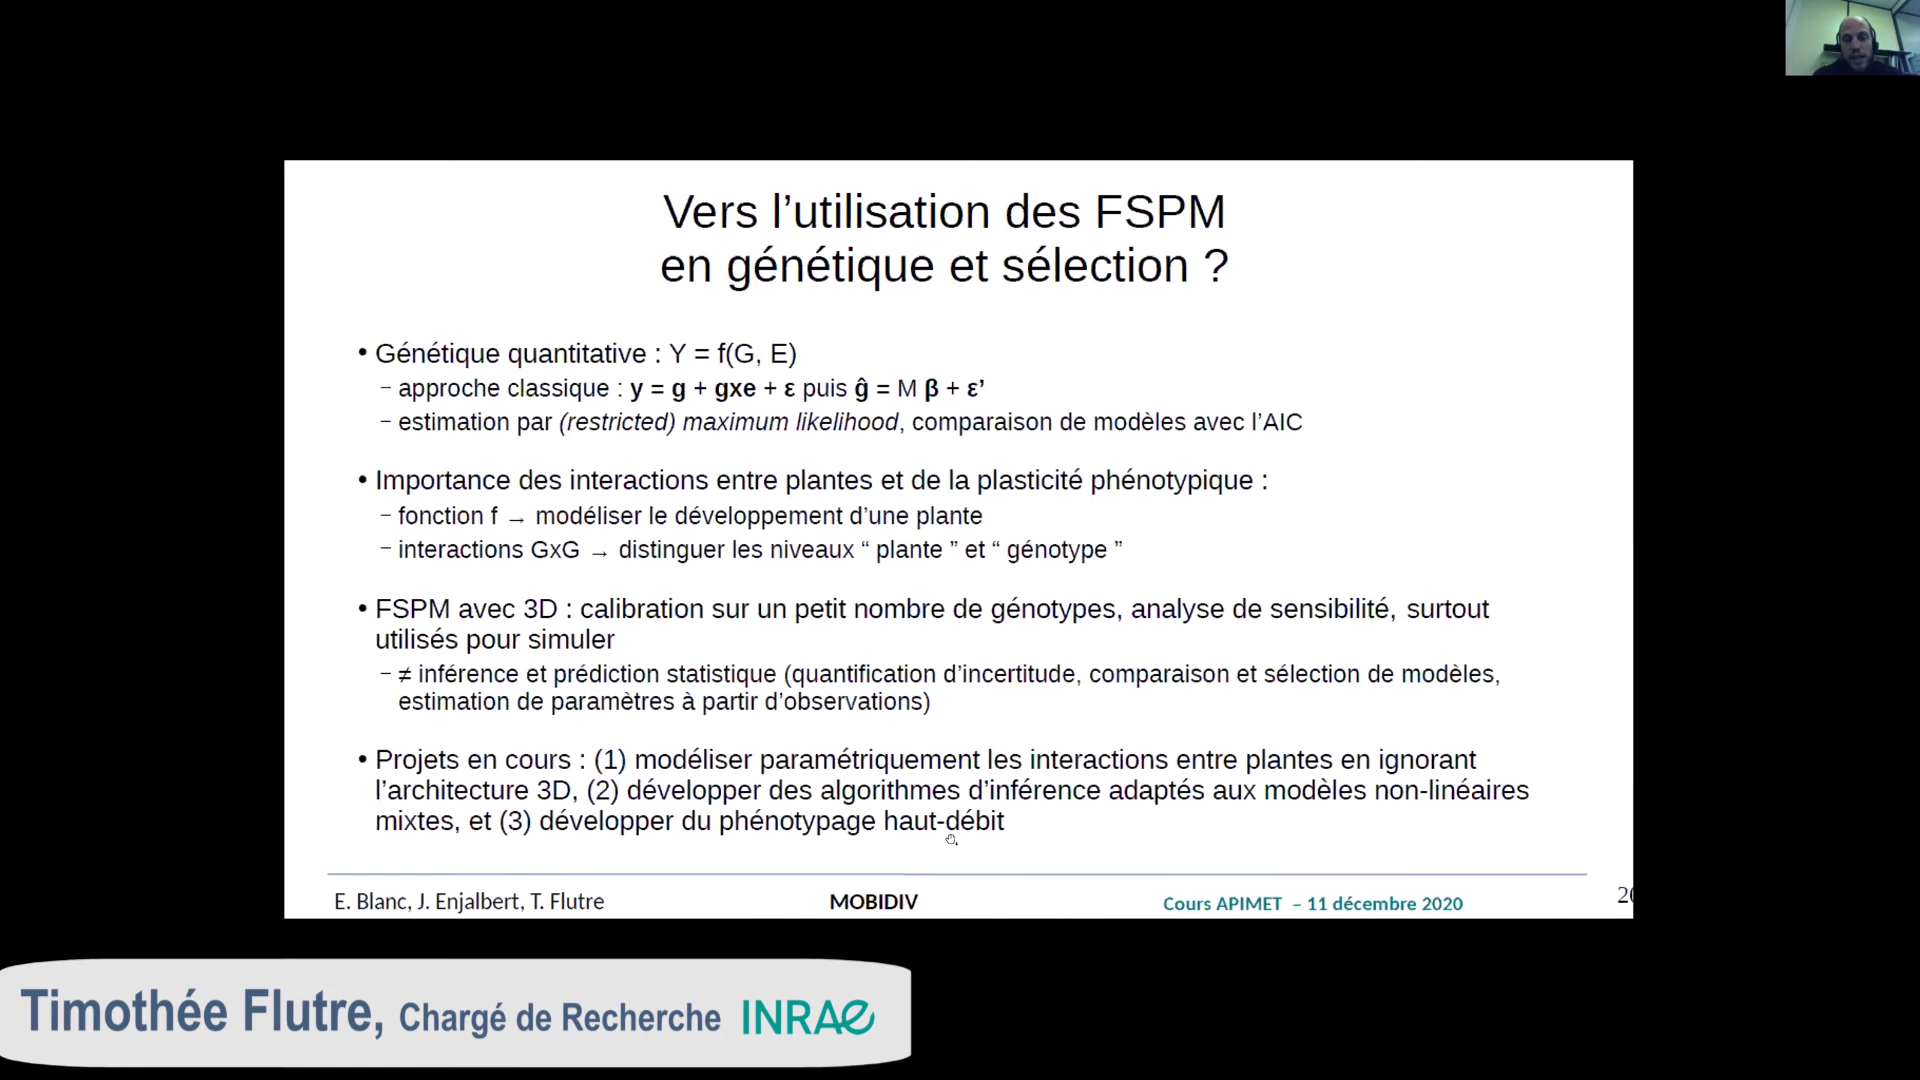 Vers l’utilisation des FSPM
en génétique et sélection ?
• Génétique quantitative : Y = f(G, E)
– approche classique : y = g + gxe + ε puis ĝ = M β + ε’
– estimation par (restricted) maximum likelihood, comparaison de modèles avec l’AIC
• Importance des interactions entre plantes et de la plasticité phénotypique :
– fonction f → modéliser le développement d’une plante
– interactions GxG → distinguer les niveaux “ plante ” et “ génotype ”
• FSPM avec 3D : calibration sur un petit nombre de génotypes, analyse de sensibilité, surtout
utilisés pour simuler
– ≠ inférence et prédiction statistique (quantification d’incertitude, comparaison et sélection de modèles,
estimation de paramètres à partir d’observations)
• Projets en cours : (1) modéliser paramétriquement les interactions entre plantes en ignorant
l’architecture 3D, (2) développer des algorithmes d’inférence adaptés aux modèles non-linéaires
mixtes, et (3) développer du phénotypage haut-débit
E. Blanc, J. Enjalbert, T. Flutre MOBIDIV Cours APIMET – 11 décembre 2020
Timothée Flutre, Chargé de Recherche INRAE